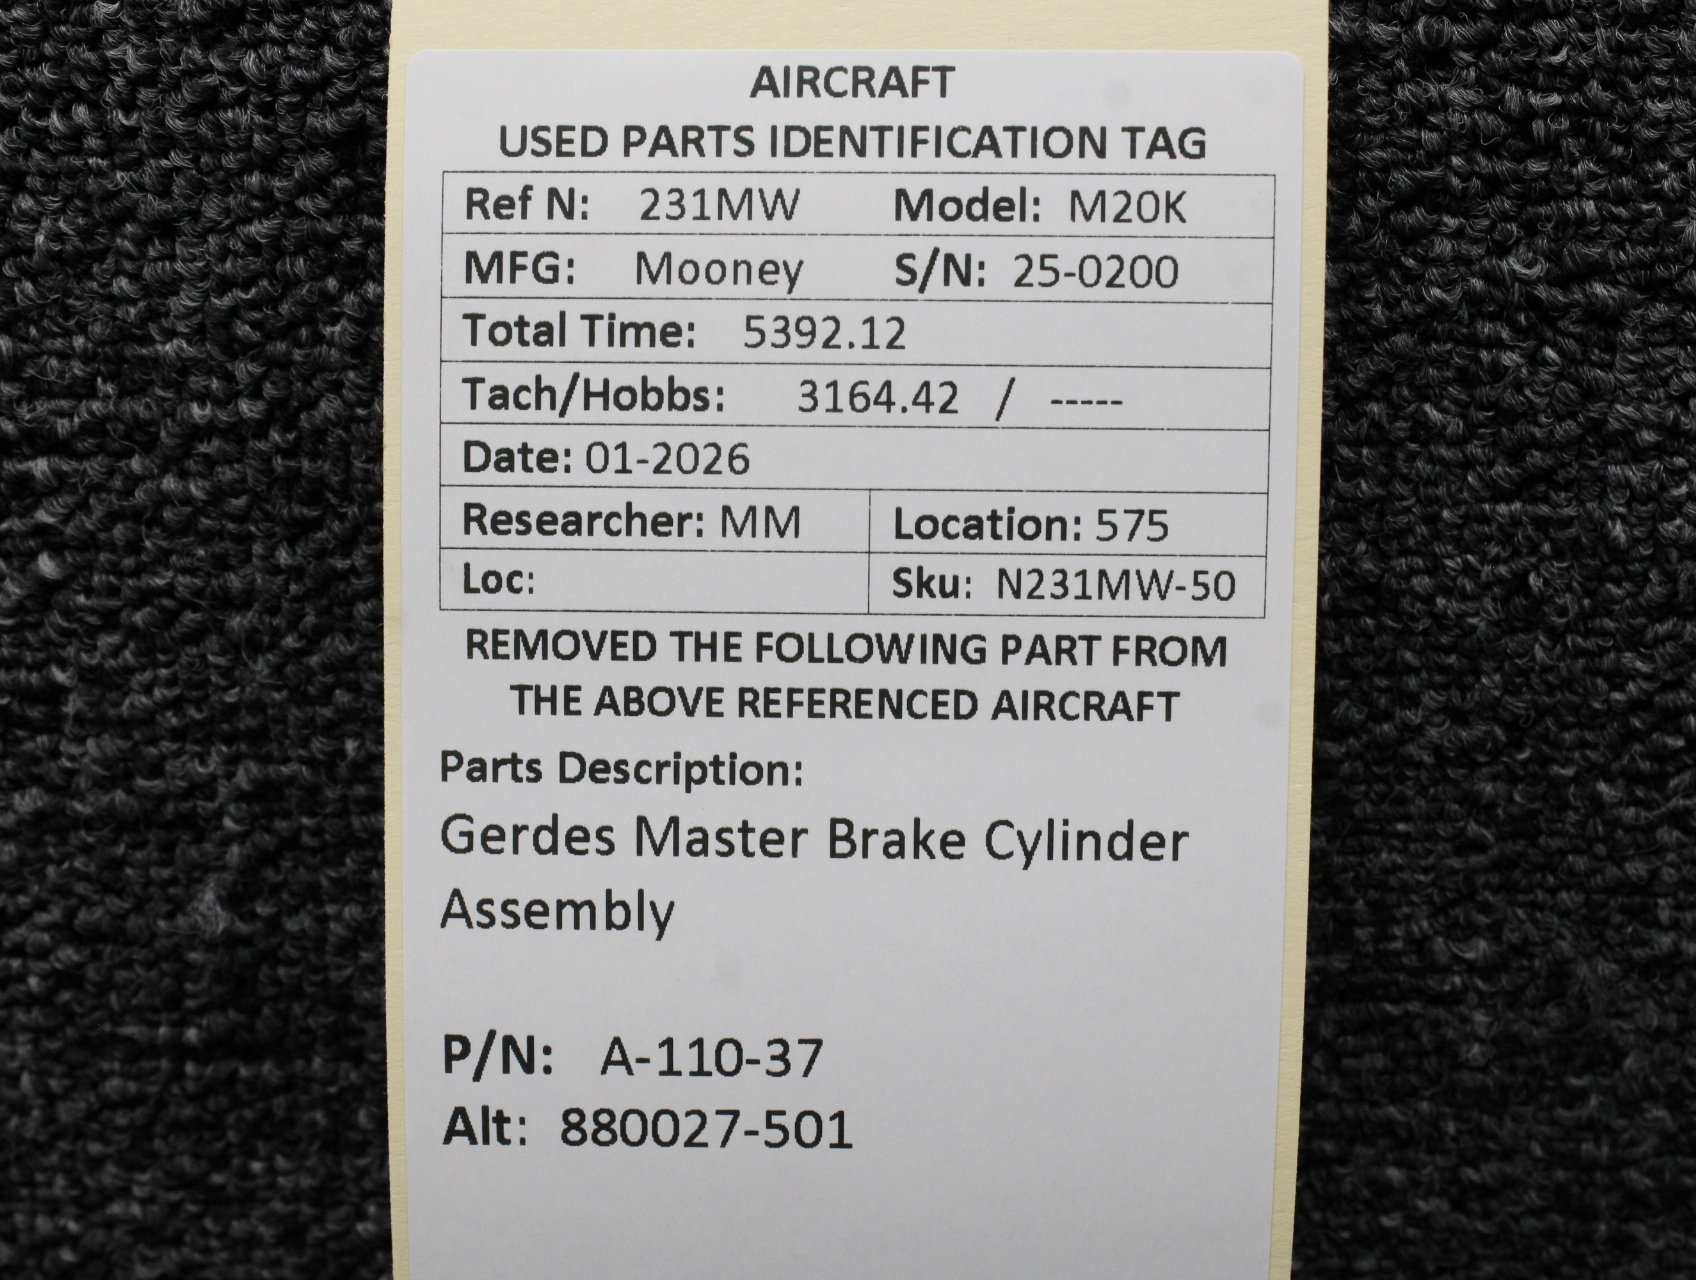 AIRCRAFT
USED PARTS IDENTIFICATION TAG
Ref N: 231MW Model: M20K
MFG: Mooney S/N: 25-0200
Total Time: 5392.12
Tach/Hobbs: 3164.42 / -----
Date: 01-2026
Researcher: MM Location: 575
Loc: Sku: N231MW-50
REMOVED THE FOLLOWING PART FROM
THE ABOVE REFERENCED AIRCRAFT
Parts Description:
Gerdes Master Brake Cylinder
Assembly
P/N: A-110-37
Alt: 880027-501